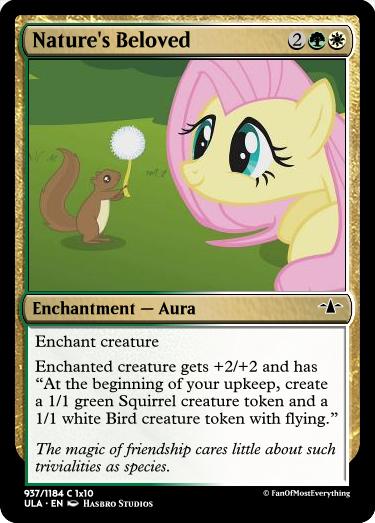 Nature's Beloved 2
Enchantment — Aura
Enchant creature
Enchanted creature gets +2/+2 and has
“At the beginning of your upkeep, create
a 1/1 green Squirrel creature token and a
1/1 white Bird creature token with flying.”
The magic of friendship cares little about such
trivialities as species.
937/1184 C 1x10
ULA • EN Hasbro Studios © FanOfMostEverything